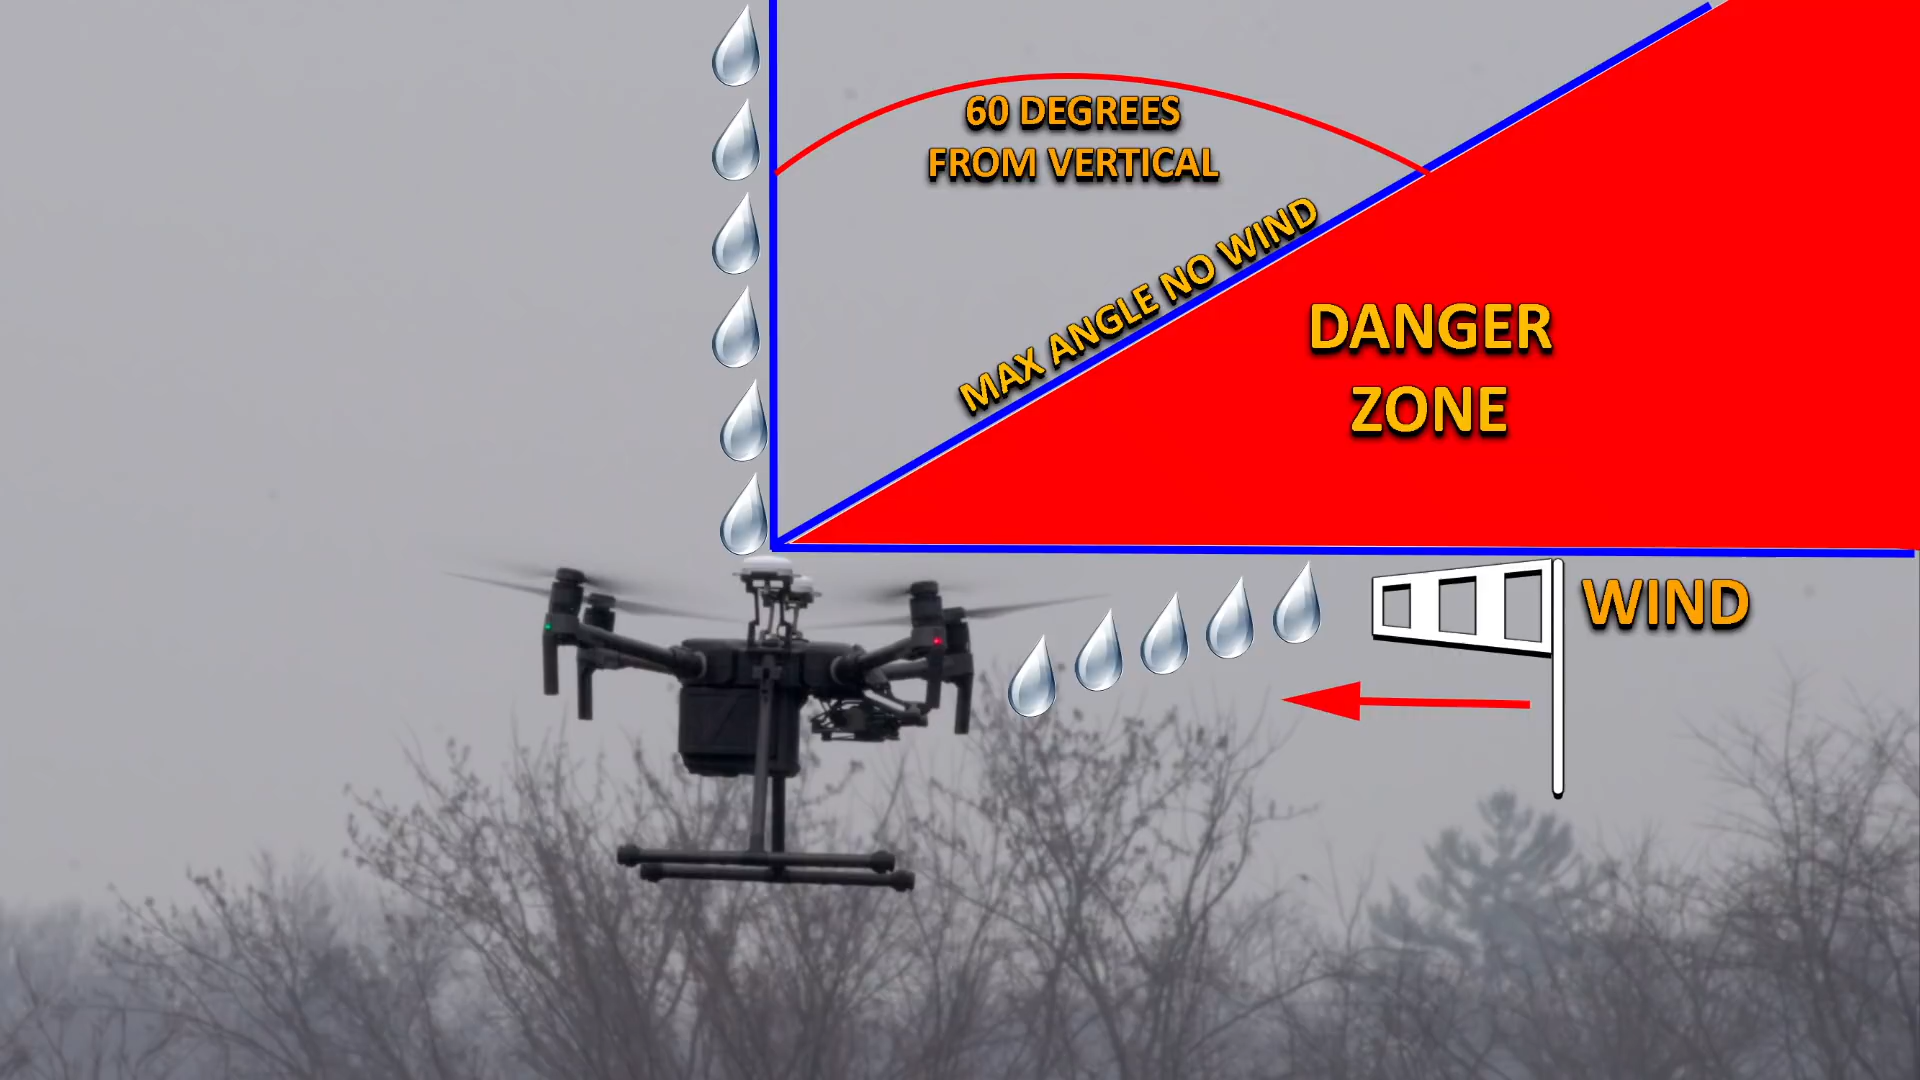 60 DEGREES
FROM VERTICAL
MAX ANGLE NO WIND
DANGER
ZONE
WIND